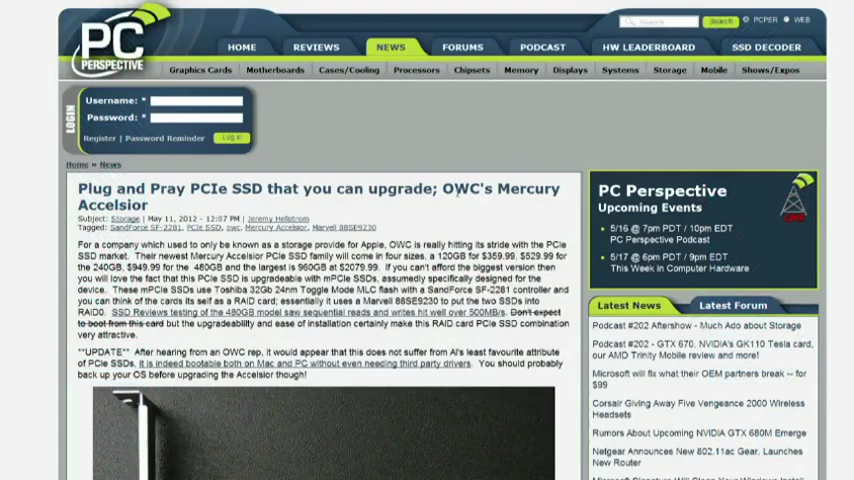 PC
PERSPECTIVE
Search
Search
PCPER
WEB
HOME
REVIEWS
NEWS
FORUMS
PODCAST
HW LEADERBOARD
SSD DECODER
Graphics Cards
Motherboards
Cases/Cooling
Processors
Chipsets
Memory
Displays
Systems
Storage
Mobile
Shows/Expos
LOGIN
Username: *
Password: *
Register | Password Reminder
Log in
Home » News
Plug and Pray PCIe SSD that you can upgrade; OWC's Mercury
Accelsior
Subject: Storage | May 11, 2012 - 12:07 PM | Jeremy Hellstrom
Tagged: SandForce SF-2281, PCIe SSD, owc, Mercury Accelsior, Marvell 88SE9230
For a company which used to only be known as a storage provide for Apple, OWC is really hitting its stride with the PCIe
SSD market. Their newest Mercury Accelsior PCIe SSD family will come in four sizes, a 120GB for $359.99, $529.99 for
the 240GB, $949.99 for the 480GB and the largest is 960GB at $2079.99. If you can't afford the biggest version then
you will love the fact that this PCIe SSD is upgradeable with mPCIe SSDs, assumedly specifically designed for the
device. These mPCIe SSDs use Toshiba 32Gb 24nm Toggle Mode MLC flash with a SandForce SF-2281 controller and
you can think of the cards its self as a RAID card; essentially it uses a Marvell 88SE9230 to put the two SSDs into
RAID0. SSD Reviews testing of the 480GB model saw sequential reads and writes hit well over 500MB/s. Don't expect
to boot from this card but the upgradeability and ease of installation certainly make this RAID card PCIe SSD combination
very attractive.
**UPDATE** After hearing from an OWC rep, it would appear that this does not suffer from Al's least favourite attribute
of PCIe SSDs, it is indeed bootable both on Mac and PC without even needing third party drivers. You should probably
back up your OS before upgrading the Accelsior though!
PC Perspective
Upcoming Events
5/16 @ 7pm PDT / 10pm EDT
PC Perspective Podcast
5/17 @ 6pm PDT / 9pm EDT
This Week in Computer Hardware
LIVE
Latest News
Latest Forum
Podcast #202 Aftershow - Much Ado about Storage
Podcast #202 - GTX 670, NVIDIA's GK110 Tesla card,
our AMD Trinity Mobile review and more!
Microsoft will fix what their OEM partners break -- for
$99
Corsair Giving Away Five Vengeance 2000 Wireless
Headsets
Rumors About Upcoming NVIDIA GTX 680M Emerge
Netgear Announces New 802.11ac Gear, Launches
New Router